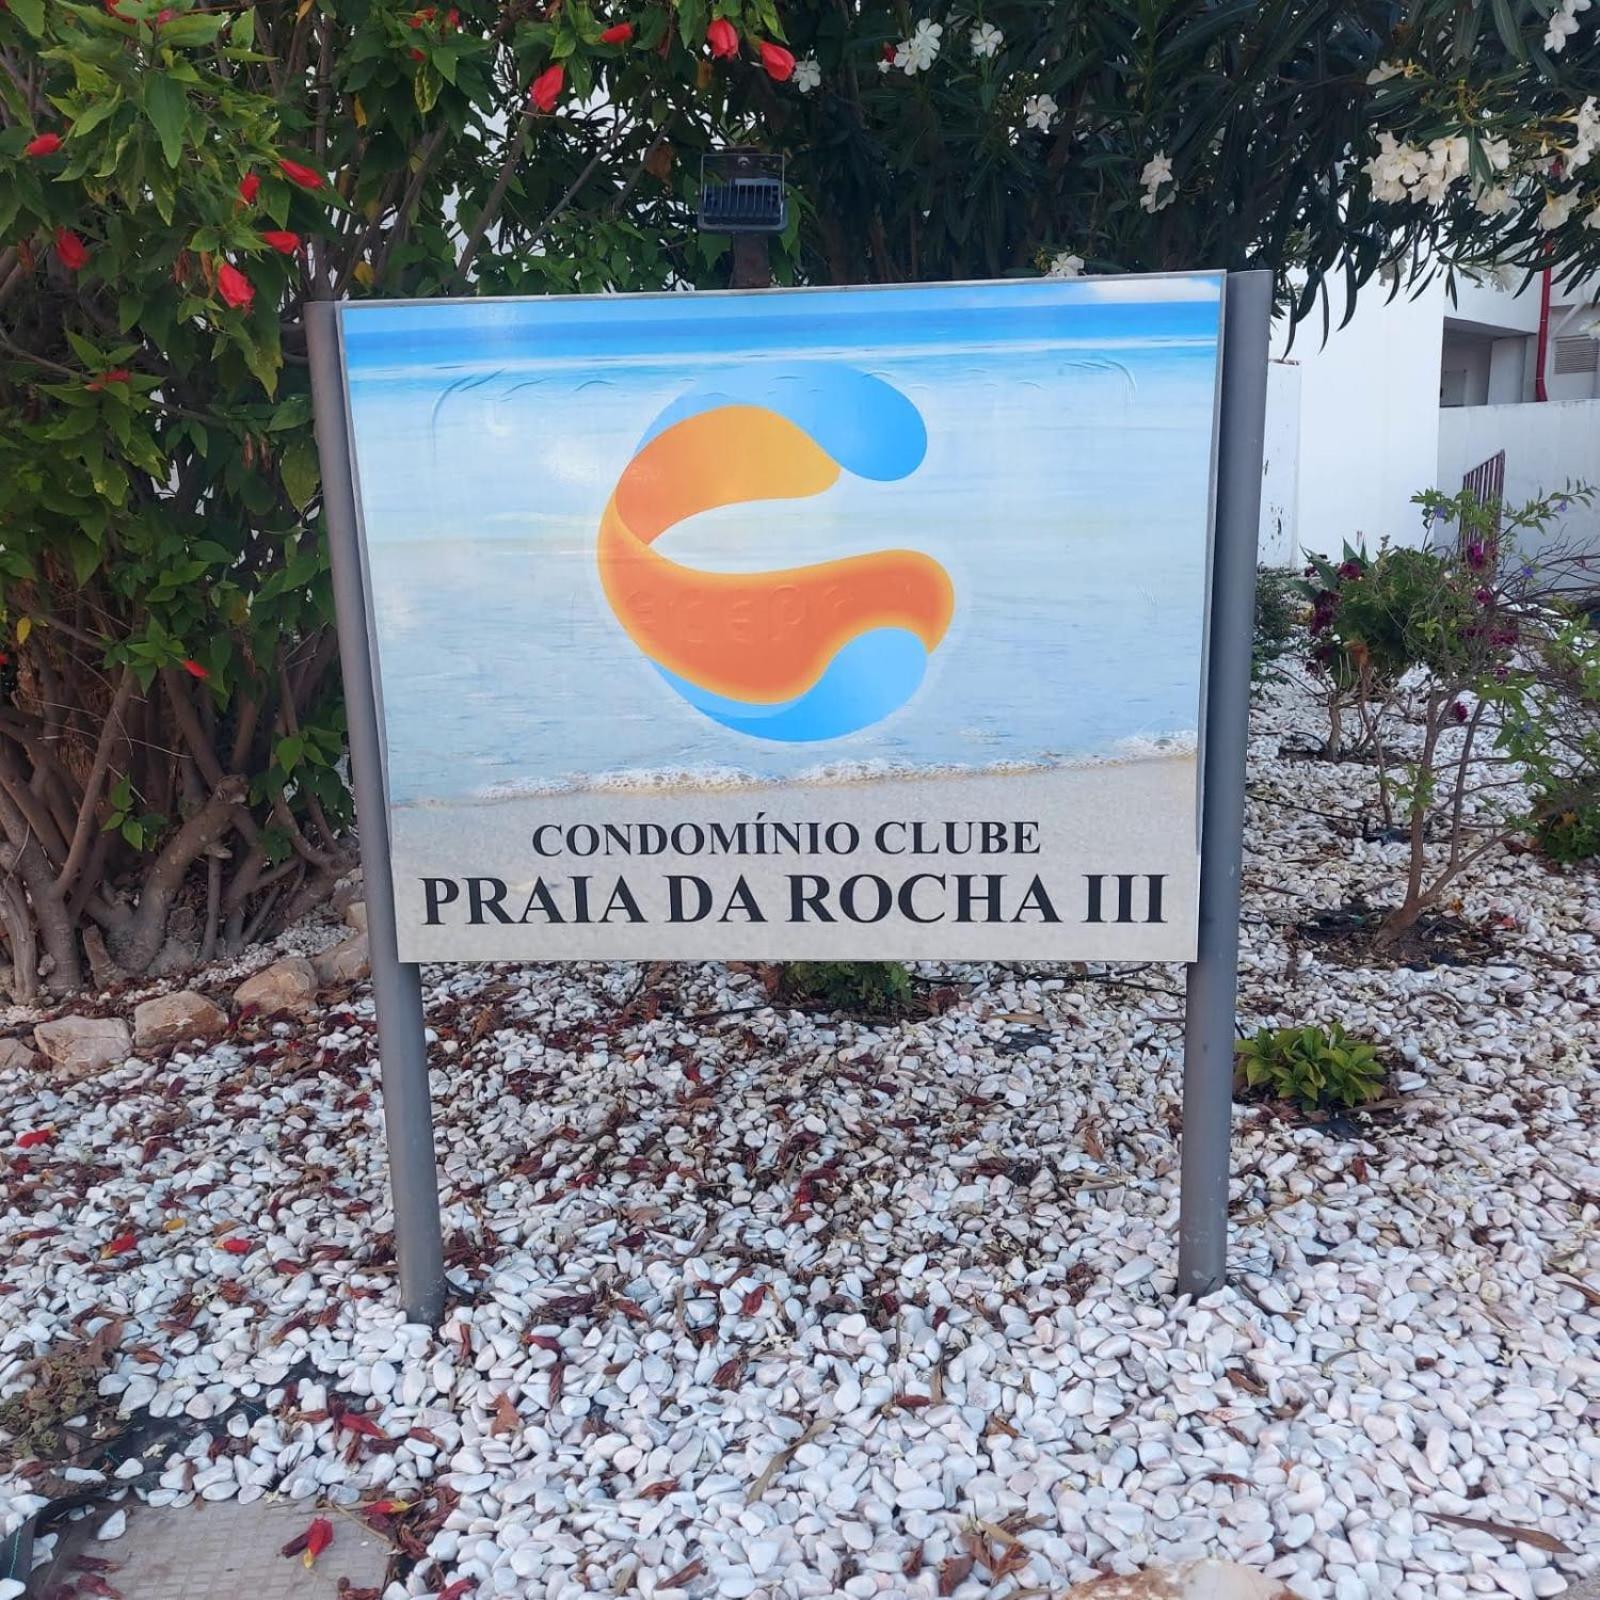 CONDOMÍNIO CLUBE
PRAIA DA ROCHA III